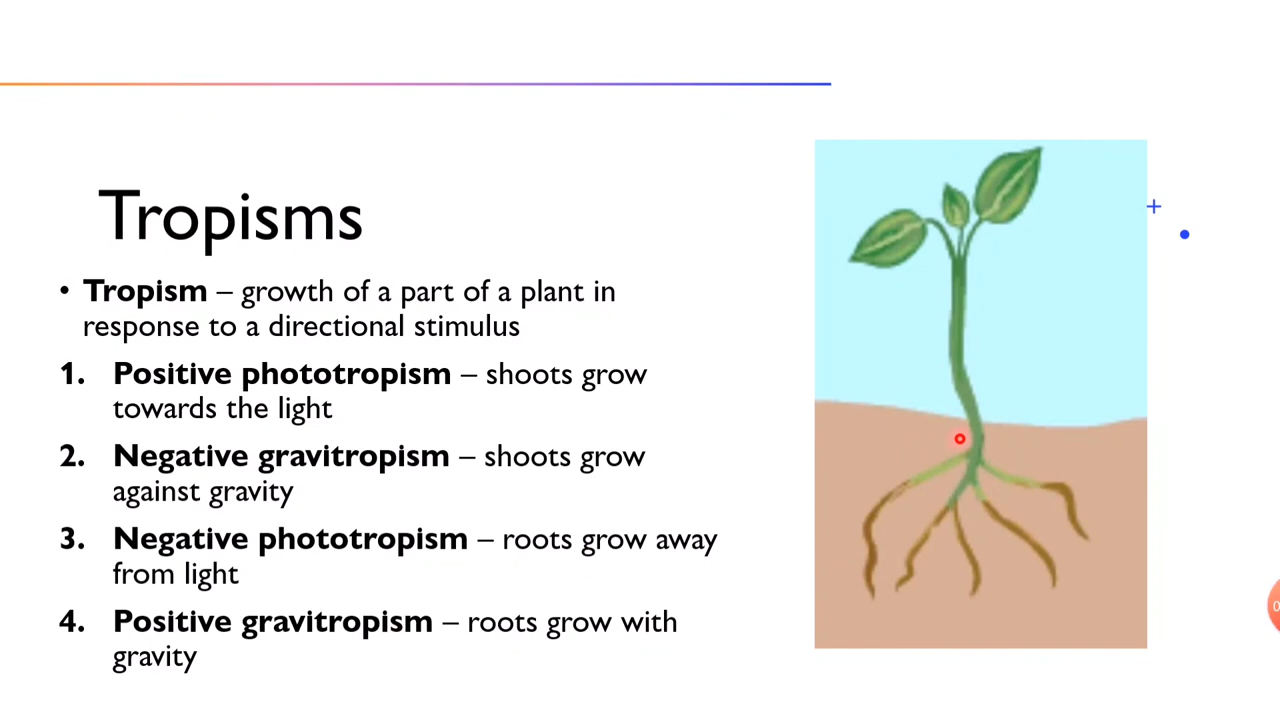 Tropisms
• Tropism – growth of a part of a plant in
response to a directional stimulus
1. Positive phototropism – shoots grow
towards the light
2. Negative gravitropism – shoots grow
against gravity
3. Negative phototropism – roots grow away
from light
4. Positive gravitropism – roots grow with
gravity